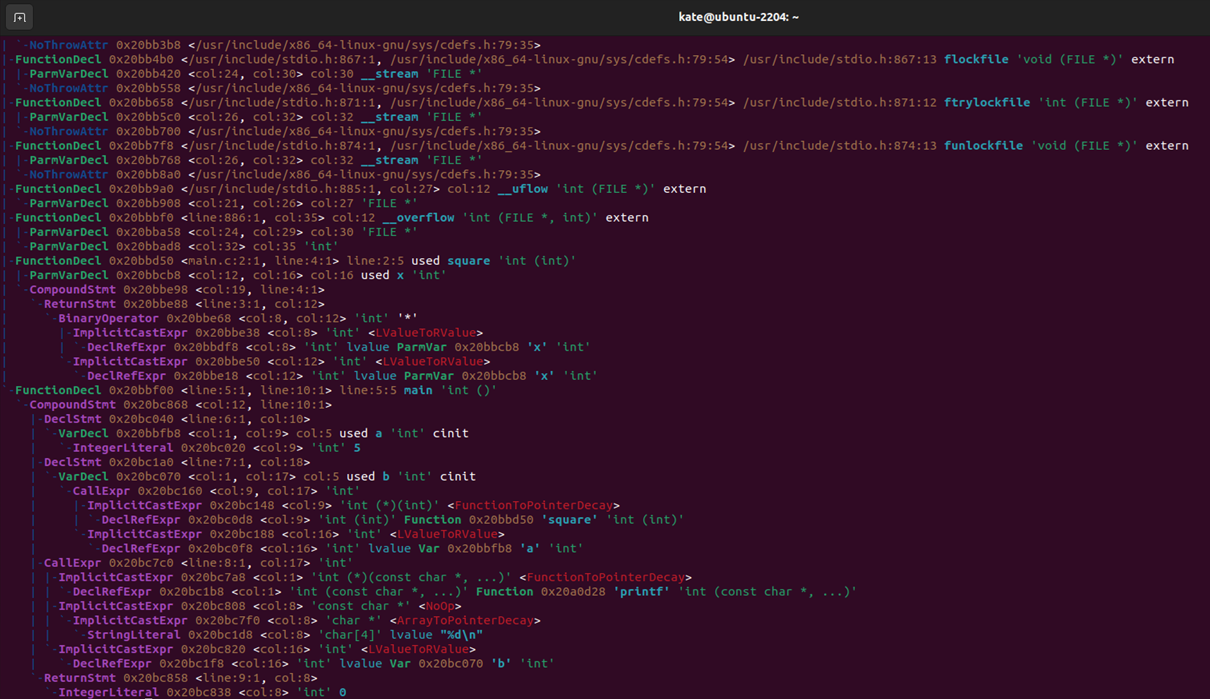 kate@ubuntu-2204: ~
| `-NoThrowAttr 0x20bb3b8 </usr/include/x86_64-linux-gnu/sys/cdefs.h:79:35>
|-FunctionDecl 0x20bb4b0 </usr/include/stdio.h:867:1, /usr/include/x86_64-linux-gnu/sys/cdefs.h:79:54> /usr/include/stdio.h:867:13 flockfile 'void (FILE *)' extern
| |-ParmVarDecl 0x20bb420 <col:24, col:30> col:30 __stream 'FILE *'
| `-NoThrowAttr 0x20bb558 </usr/include/x86_64-linux-gnu/sys/cdefs.h:79:35>
|-FunctionDecl 0x20bb658 </usr/include/stdio.h:871:1, /usr/include/x86_64-linux-gnu/sys/cdefs.h:79:54> /usr/include/stdio.h:871:12 ftrylockfile 'int (FILE *)' extern
| |-ParmVarDecl 0x20bb5c0 <col:26, col:32> col:32 __stream 'FILE *'
| `-NoThrowAttr 0x20bb700 </usr/include/x86_64-linux-gnu/sys/cdefs.h:79:35>
|-FunctionDecl 0x20bb7f8 </usr/include/stdio.h:874:1, /usr/include/x86_64-linux-gnu/sys/cdefs.h:79:54> /usr/include/stdio.h:874:13 funlockfile 'void (FILE *)' extern
| |-ParmVarDecl 0x20bb768 <col:26, col:32> col:32 __stream 'FILE *'
| `-NoThrowAttr 0x20bb8a0 </usr/include/x86_64-linux-gnu/sys/cdefs.h:79:35>
|-FunctionDecl 0x20bb9a0 </usr/include/stdio.h:885:1, col:27> col:12 __uflow 'int (FILE *)' extern
| `-ParmVarDecl 0x20bb908 <col:21, col:26> col:27 'FILE *'
|-FunctionDecl 0x20bbbf0 <line:886:1, col:35> col:12 __overflow 'int (FILE *, int)' extern
| |-ParmVarDecl 0x20bba58 <col:24, col:29> col:30 'FILE *'
| `-ParmVarDecl 0x20bbad8 <col:32> col:35 'int'
|-FunctionDecl 0x20bbd50 <main.c:2:1, line:4:1> line:2:5 used square 'int (int)'
| |-ParmVarDecl 0x20bbcb8 <col:12, col:16> col:16 used x 'int'
| `-CompoundStmt 0x20bbe98 <col:19, line:4:1>
|   `-ReturnStmt 0x20bbe88 <line:3:1, col:12>
|     `-BinaryOperator 0x20bbe68 <col:8, col:12> 'int' '*'
|       |-ImplicitCastExpr 0x20bbe38 <col:8> 'int' <LValueToRValue>
|       | `-DeclRefExpr 0x20bbdf8 <col:8> 'int' lvalue ParmVar 0x20bbcb8 'x' 'int'
|       `-ImplicitCastExpr 0x20bbe50 <col:12> 'int' <LValueToRValue>
|         `-DeclRefExpr 0x20bbe18 <col:12> 'int' lvalue ParmVar 0x20bbcb8 'x' 'int'
`-FunctionDecl 0x20bbf00 <line:5:1, line:10:1> line:5:5 main 'int ()'
  `-CompoundStmt 0x20bc868 <col:12, line:10:1>
    |-DeclStmt 0x20bc040 <line:6:1, col:10>
    | `-VarDecl 0x20bbfb8 <col:1, col:9> col:5 used a 'int' cinit
    |   `-IntegerLiteral 0x20bc020 <col:9> 'int' 5
    |-DeclStmt 0x20bc1a0 <line:7:1, col:18>
    | `-VarDecl 0x20bc070 <col:1, col:17> col:5 used b 'int' cinit
    |   `-CallExpr 0x20bc160 <col:9, col:17> 'int'
    |     |-ImplicitCastExpr 0x20bc148 <col:9> 'int (*)(int)' <FunctionToPointerDecay>
    |     | `-DeclRefExpr 0x20bc0d8 <col:9> 'int (int)' Function 0x20bbd50 'square' 'int (int)'
    |     `-ImplicitCastExpr 0x20bc188 <col:16> 'int' <LValueToRValue>
    |       `-DeclRefExpr 0x20bc0f8 <col:16> 'int' lvalue Var 0x20bbfb8 'a' 'int'
    |-CallExpr 0x20bc7c0 <line:8:1, col:17> 'int'
    | |-ImplicitCastExpr 0x20bc7a8 <col:1> 'int (*)(const char *, ...)' <FunctionToPointerDecay>
    | | `-DeclRefExpr 0x20bc1b8 <col:1> 'int (const char *, ...)' Function 0x20a0d28 'printf' 'int (const char *, ...)'
    | |-ImplicitCastExpr 0x20bc808 <col:8> 'const char *' <NoOp>
    | | `-ImplicitCastExpr 0x20bc7f0 <col:8> 'char *' <ArrayToPointerDecay>
    | |   `-StringLiteral 0x20bc1d8 <col:8> 'char[4]' lvalue "%d\n"
    | `-ImplicitCastExpr 0x20bc820 <col:16> 'int' <LValueToRValue>
    |   `-DeclRefExpr 0x20bc1f8 <col:16> 'int' lvalue Var 0x20bc070 'b' 'int'
    `-ReturnStmt 0x20bc858 <line:9:1, col:8>
      `-IntegerLiteral 0x20bc838 <col:8> 'int' 0